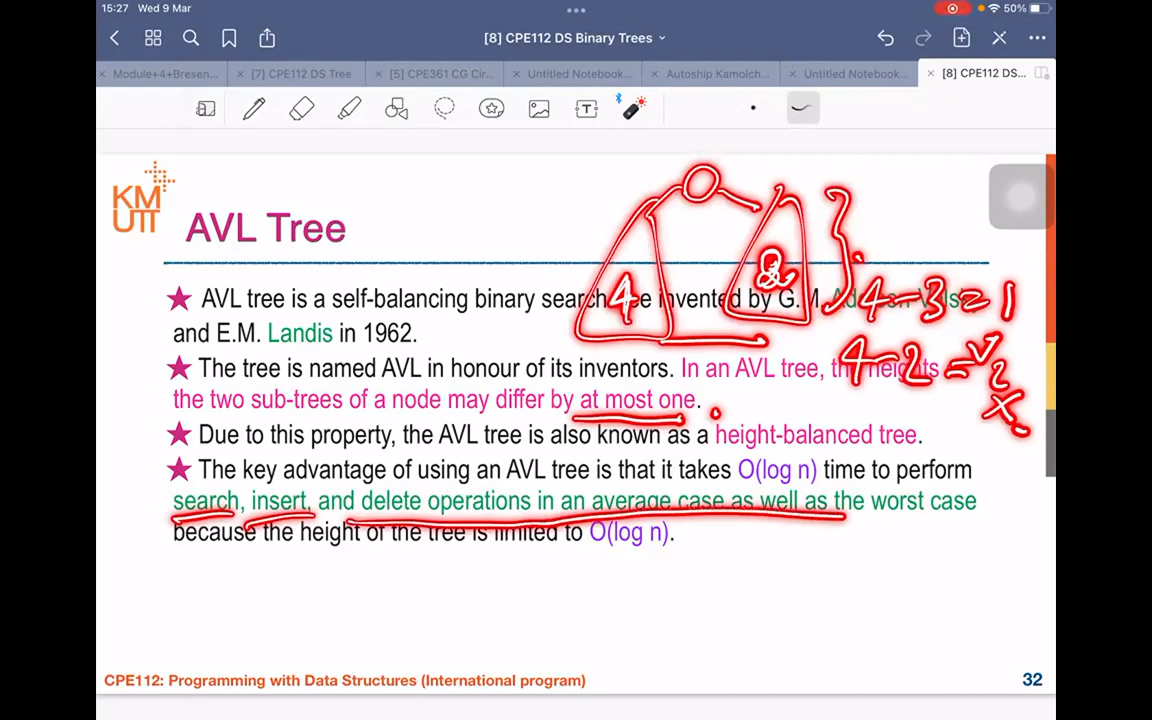 15:27 Wed 9 Mar
50%
[8] CPE112 DS Binary Trees
Module+4+Bresen...
[7] CPE112 DS Tree
[5] CPE361 CG Cir...
Untitled Notebook...
Autoship Kamolch...
Untitled Notebook...
[8] CPE112 DS...
KM
UTT
AVL Tree
4
4-3=1
4-2=2
AVL tree is a self-balancing binary search tree invented by G.M.
and E.M. Landis in 1962.
The tree is named AVL in honour of its inventors. In an AVL tree, the heights
the two sub-trees of a node may differ by at most one.
Due to this property, the AVL tree is also known as a height-balanced tree.
The key advantage of using an AVL tree is that it takes O(log n) time to perform
search, insert, and delete operations in an average case as well as the worst case
because the height of the tree is limited to O(log n).
CPE112: Programming with Data Structures (International program)
32